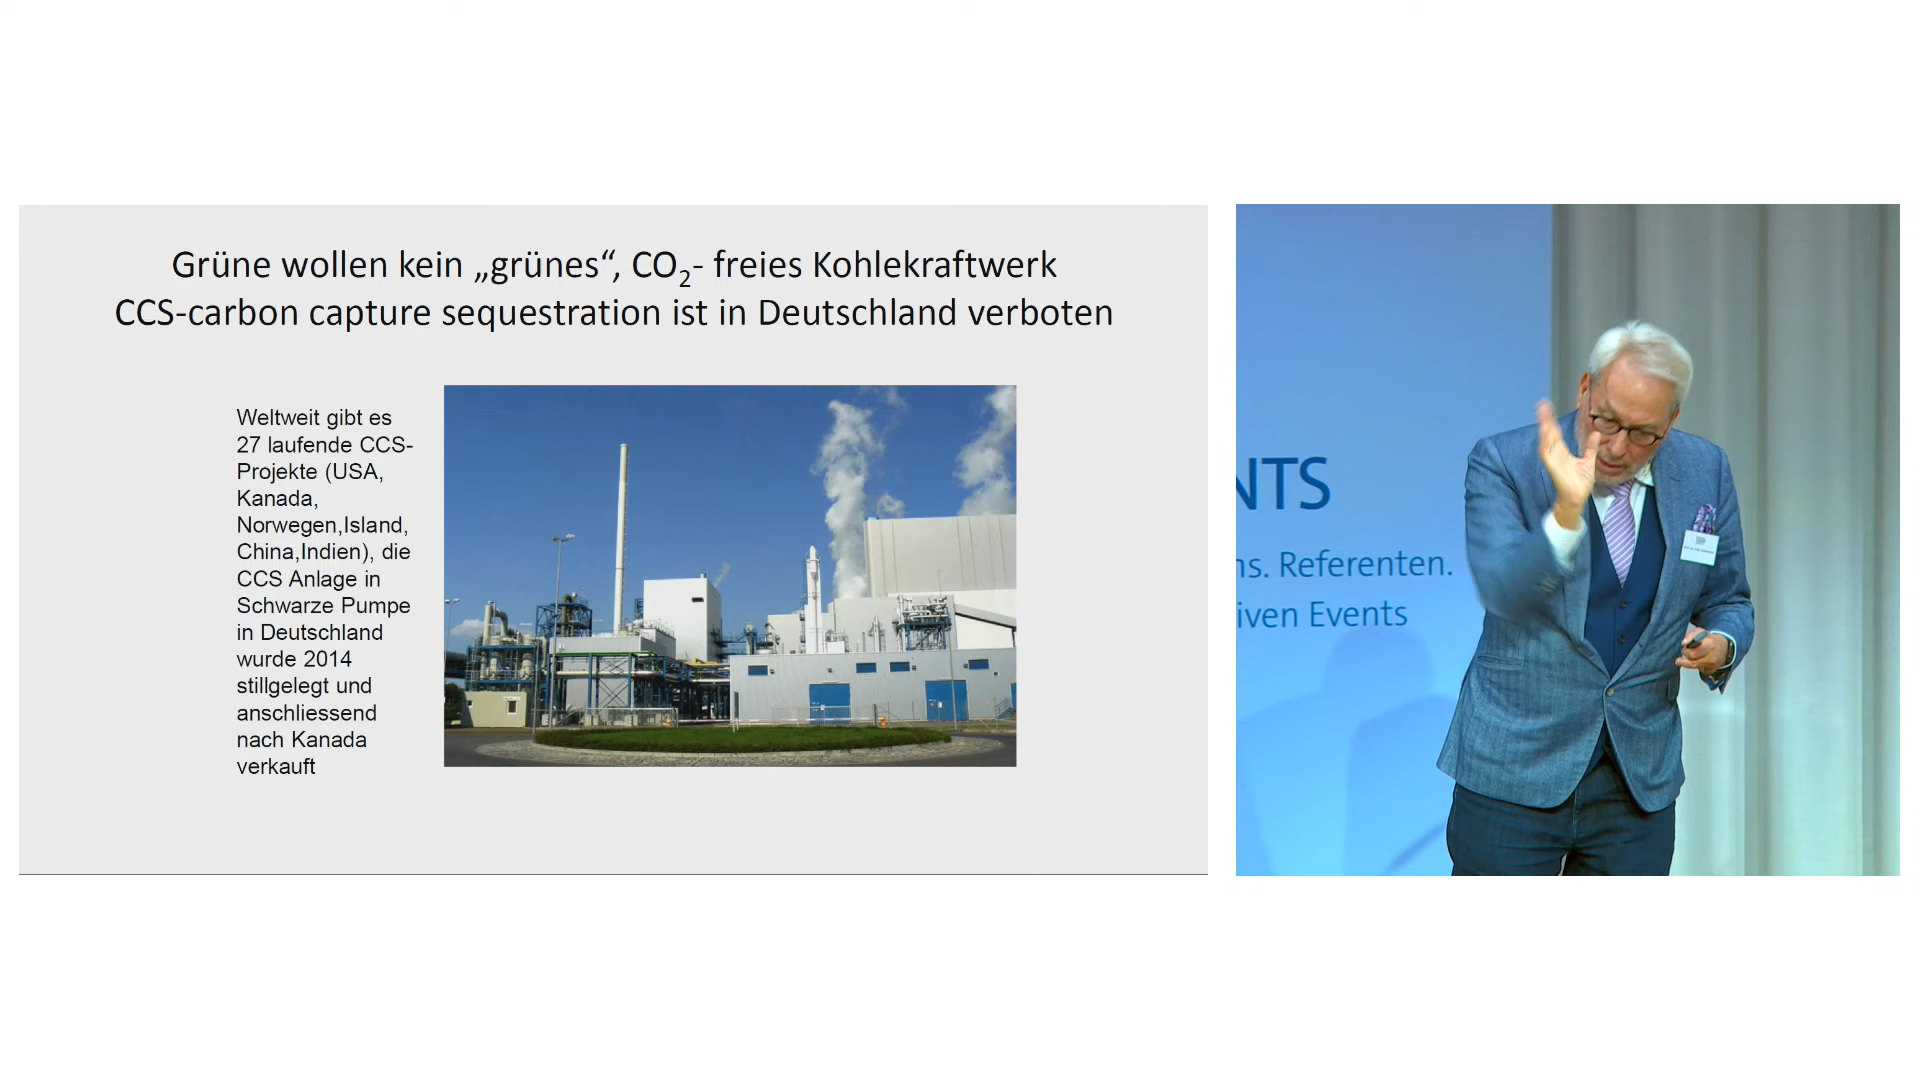 Grüne wollen kein „grünes“, CO₂- freies Kohlekraftwerk
CCS-carbon capture sequestration ist in Deutschland verboten
Weltweit gibt es
27 laufende CCS-
Projekte (USA,
Kanada,
Norwegen,Island,
China,Indien), die
CCS Anlage in
Schwarze Pumpe
in Deutschland
wurde 2014
stillgelegt und
anschliessend
nach Kanada
verkauft
NTS
ns. Referenten.
iven Events